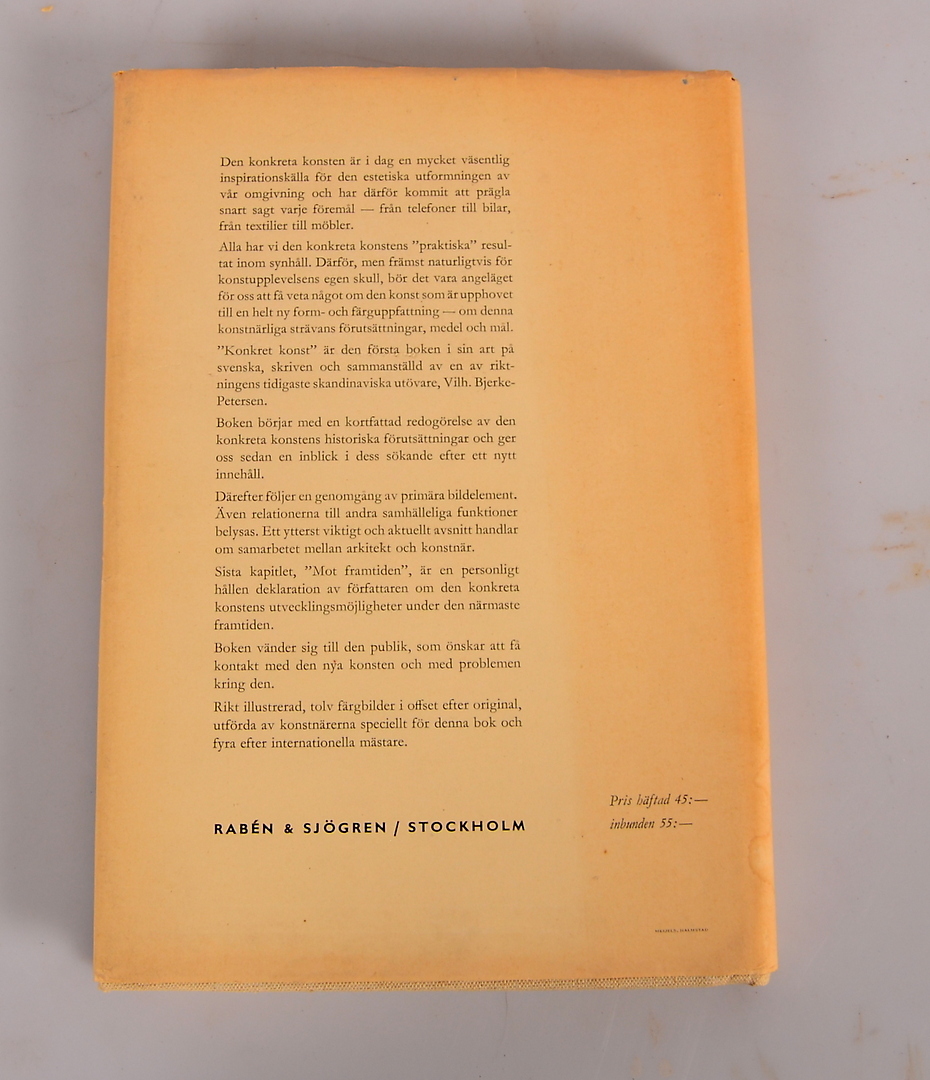 Den konkreta konsten är i dag en mycket väsentlig
inspirationskälla för den estetiska utformningen av
vår omgivning och har därför kommit att prägla
snart sagt varje föremål — från telefoner till bilar,
från textilier till möbler.
Alla har vi den konkreta konstens ”praktiska” resul-
tat inom synhåll. Därför, men främst naturligtvis för
konstupplevelsens egen skull, bör det vara angeläget
för oss att få veta något om den konst som är upphovet
till en helt ny form- och färguppfattning — om denna
konstnärliga strävans förutsättningar, medel och mål.
”Konkret konst” är den första boken i sin art på
svenska, skriven och sammanställd av en av rikt-
ningens tidigaste skandinaviska utövare, Vilh. Bjerke-
Petersen.
Boken börjar med en kortfattad redogörelse av den
konkreta konstens historiska förutsättningar och ger
oss sedan en inblick i dess sökande efter ett nytt
innehåll.
Därefter följer en genomgång av primära bildelement.
Även relationerna till andra samhälleliga funktioner
belysas. Ett ytterst viktigt och aktuellt avsnitt handlar
om samarbetet mellan arkitekt och konstnär.
Sista kapitlet, ”Mot framtiden”, är en personligt
hållen deklaration av författaren om den konkreta
konstens utvecklingsmöjligheter under den närmaste
framtiden.
Boken vänder sig till den publik, som önskar att få
kontakt med den nya konsten och med problemen
kring den.
Rikt illustrerad, tolv färgbilder i offset efter original,
utförda av konstnärerna speciellt för denna bok och
fyra efter internationella mästare.
Pris häftad 45:—
inbunden 55:—
RABÉN & SJÖGREN / STOCKHOLM